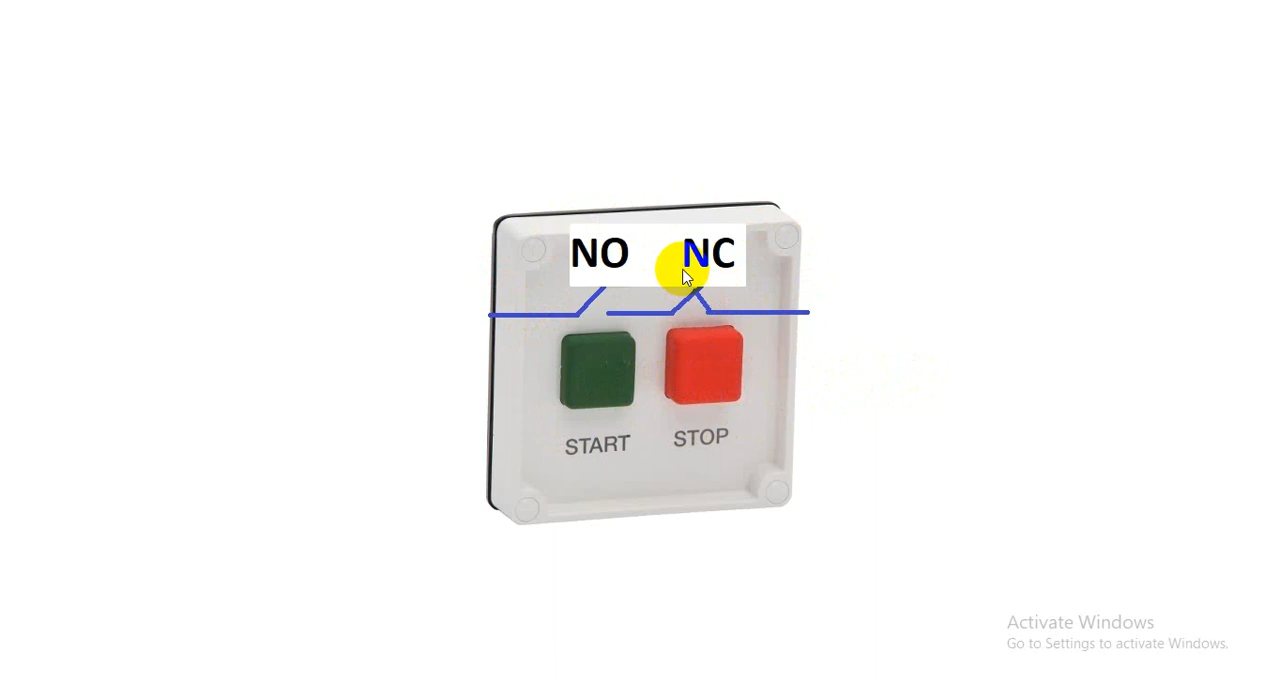 NO NC
START STOP
Activate Windows
Go to Settings to activate Windows.